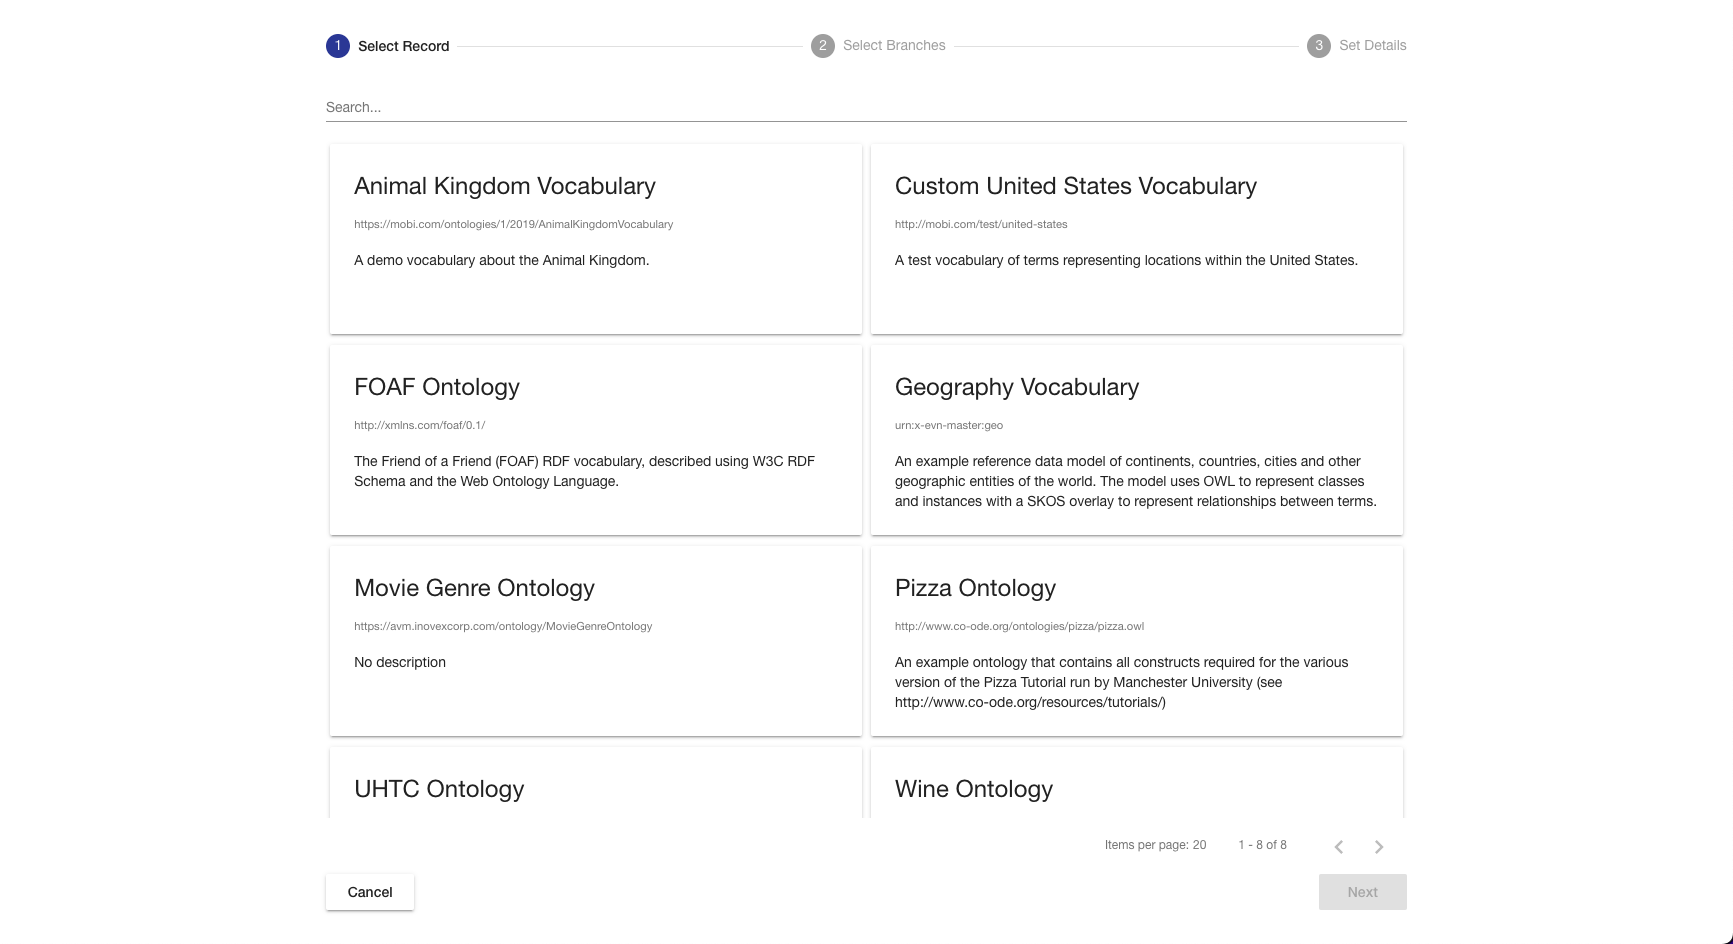 1 Select Record
2 Select Branches
3 Set Details
Search...
Animal Kingdom Vocabulary
https://mobi.com/ontologies/1/2019/AnimalKingdomVocabulary
A demo vocabulary about the Animal Kingdom.
Custom United States Vocabulary
http://mobi.com/test/united-states
A test vocabulary of terms representing locations within the United States.
FOAF Ontology
http://xmlns.com/foaf/0.1/
The Friend of a Friend (FOAF) RDF vocabulary, described using W3C RDF
Schema and the Web Ontology Language.
Geography Vocabulary
urn:x-evn-master:geo
An example reference data model of continents, countries, cities and other
geographic entities of the world. The model uses OWL to represent classes
and instances with a SKOS overlay to represent relationships between terms.
Movie Genre Ontology
https://avm.inovexcorp.com/ontology/MovieGenreOntology
No description
Pizza Ontology
http://www.co-ode.org/ontologies/pizza/pizza.owl
An example ontology that contains all constructs required for the various
version of the Pizza Tutorial run by Manchester University (see
http://www.co-ode.org/resources/tutorials/)
UHTC Ontology
Wine Ontology
Items per page: 20
1 - 8 of 8
Cancel
Next